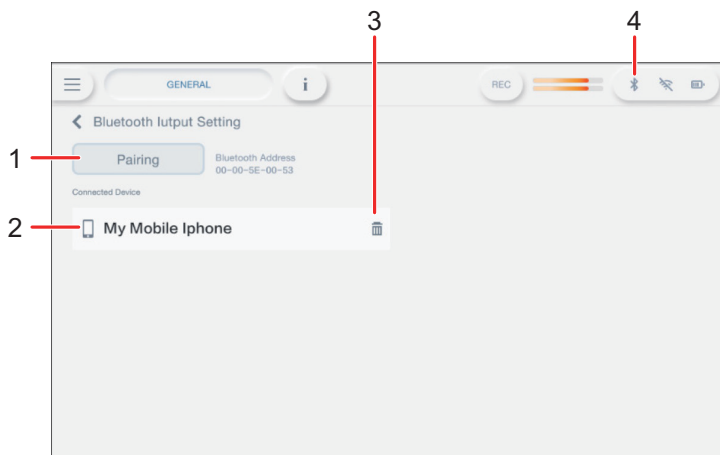 3
4
GENERAL
i
REC
Bluetooth Iutput Setting
1
Pairing
Bluetooth Address
00-00-5E-00-53
Connected Device
2
My Mobile Iphone